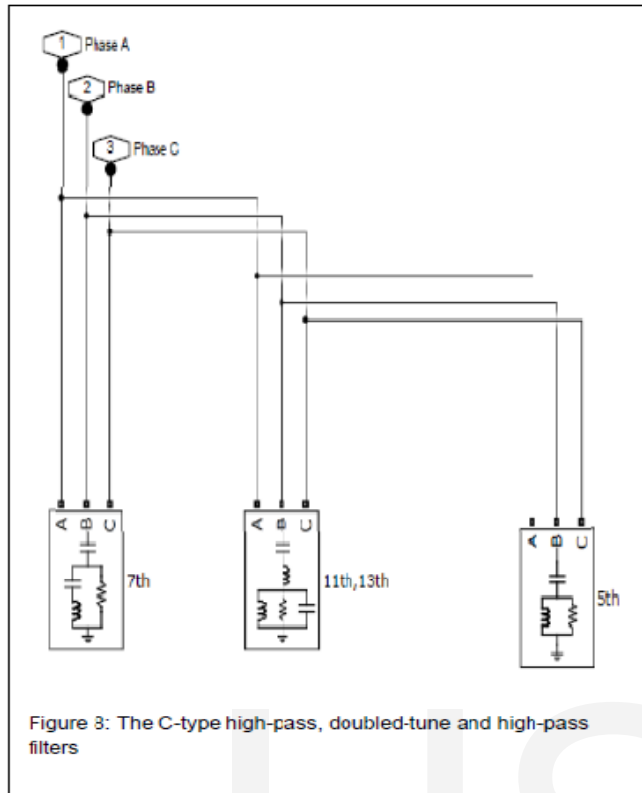 1 Phase A
2 Phase B
3 Phase C
A B C
7th
A B C
11th,13th
A B C
5th
Figure 8: The C-type high-pass, doubled-tune and high-pass
filters